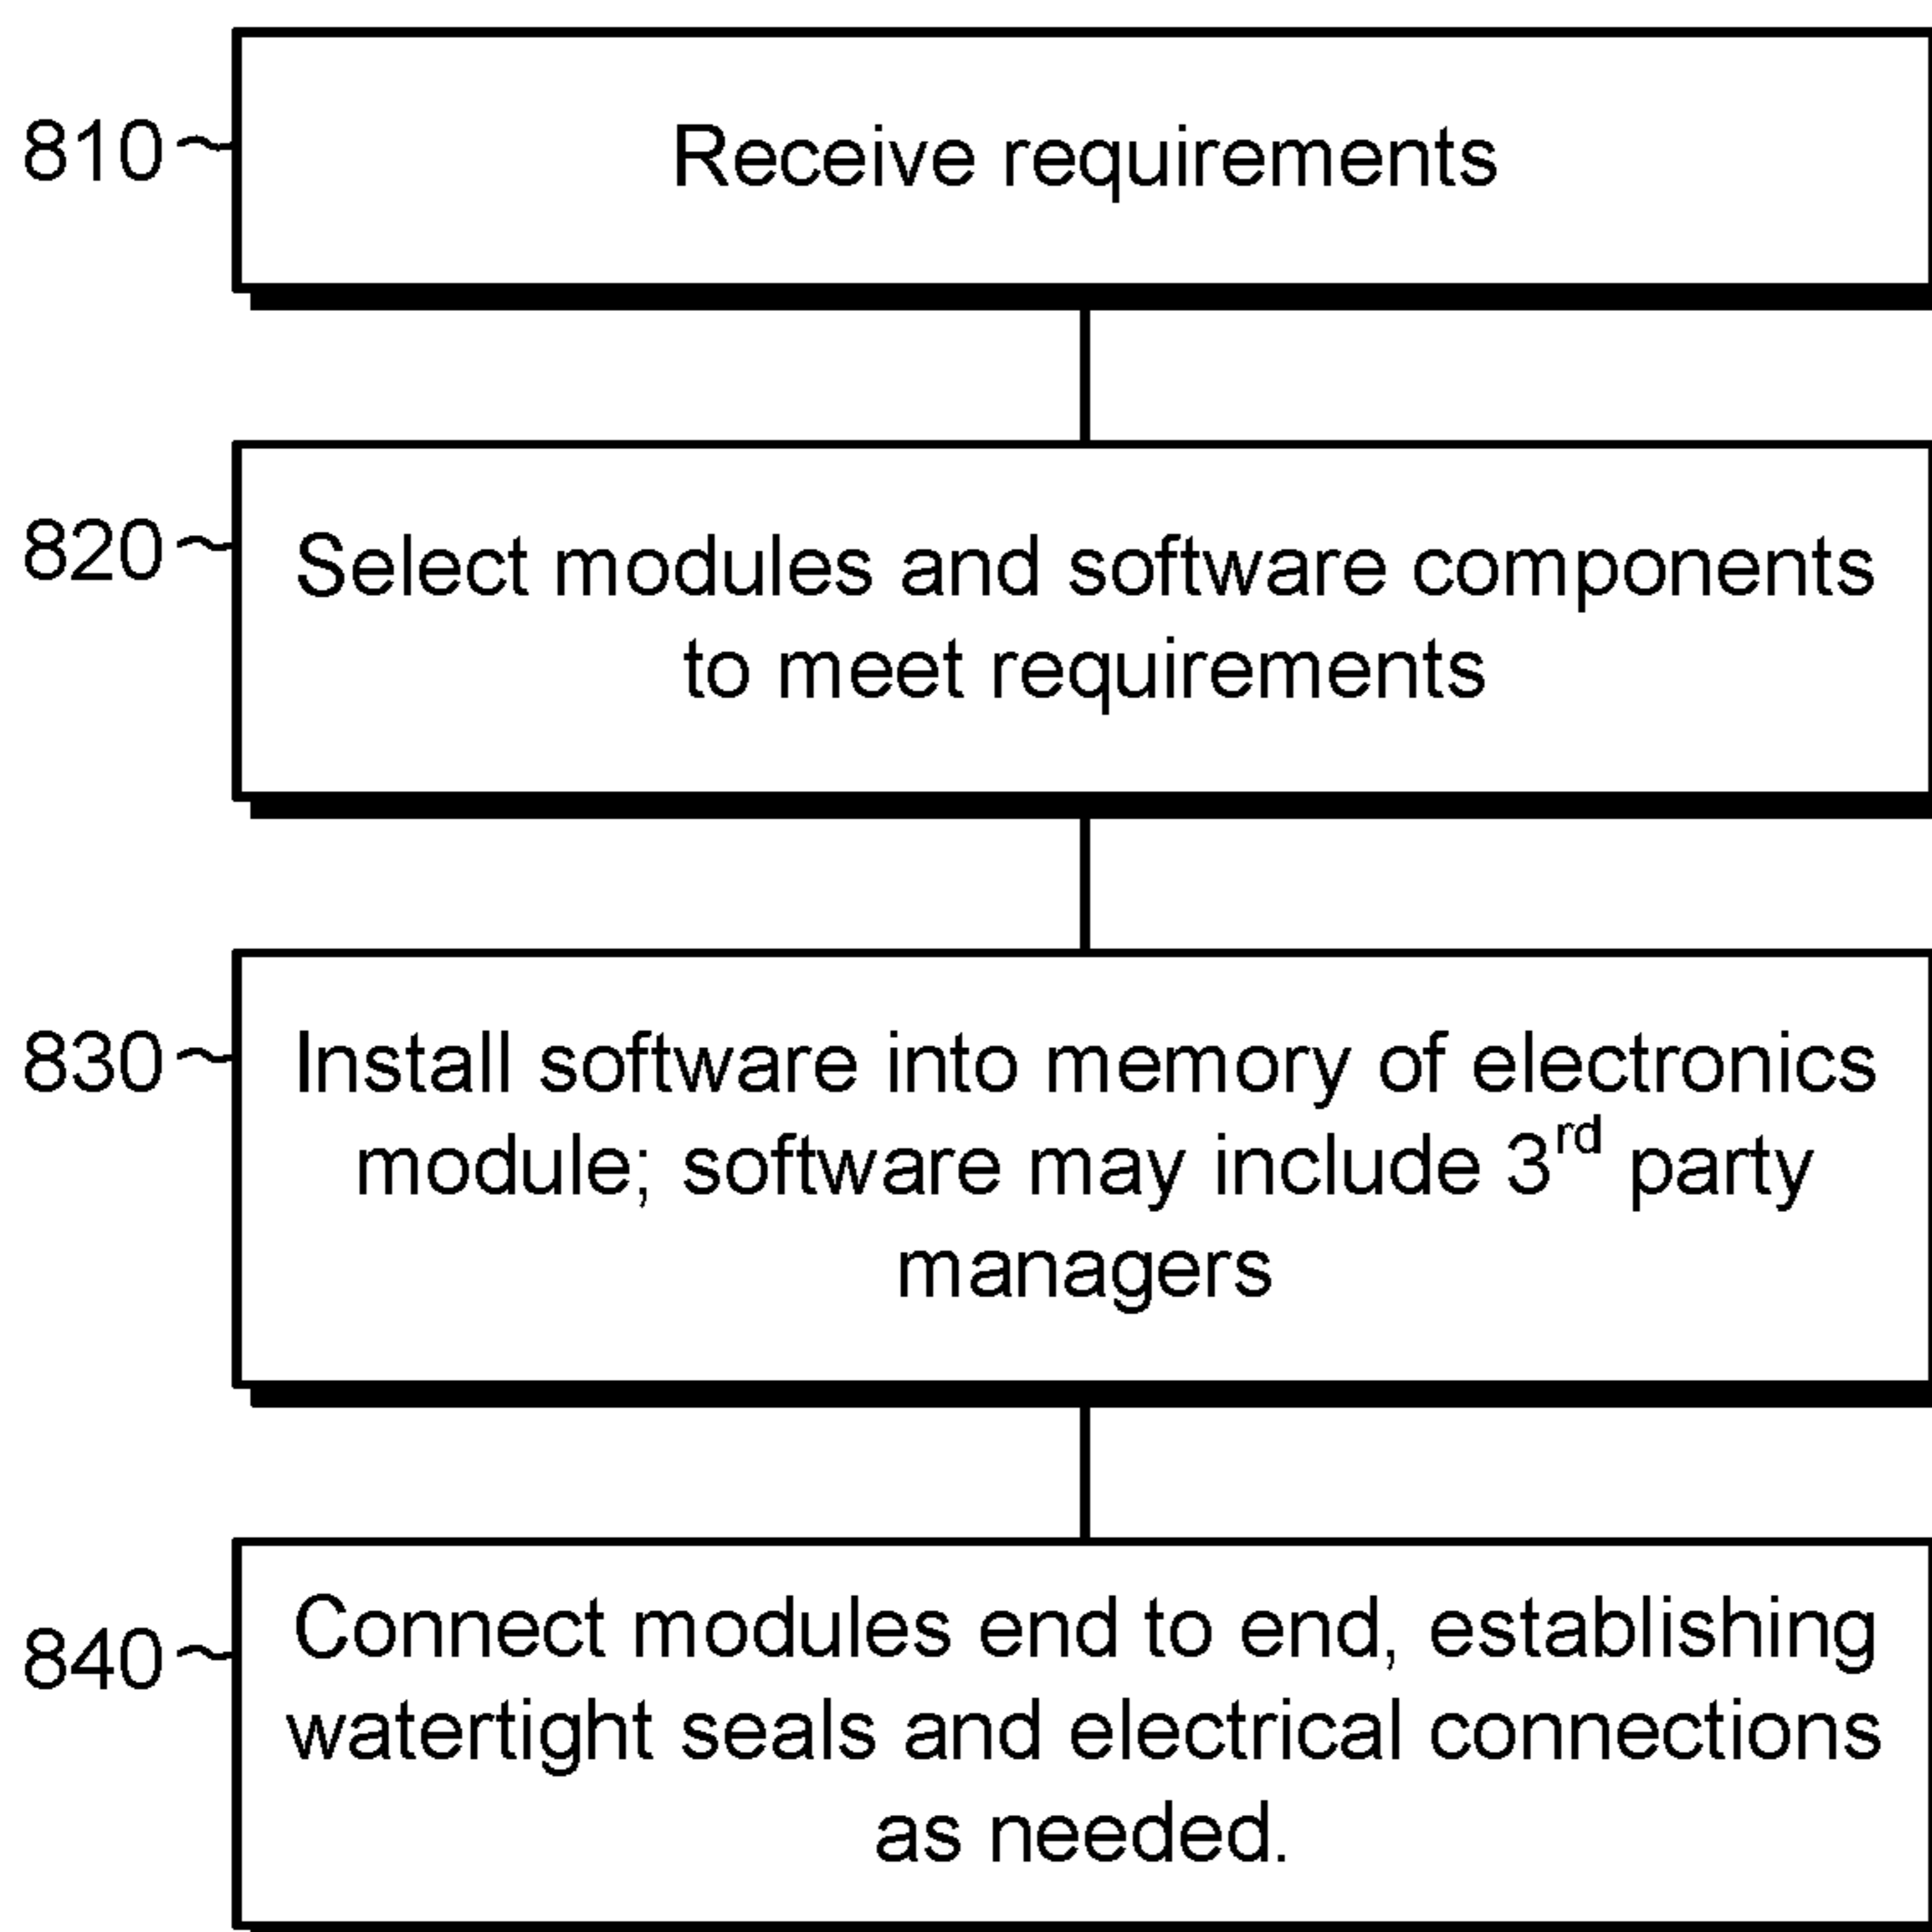 810
Receive requirements
820
Select modules and software components
to meet requirements
830
Install software into memory of electronics
module; software may include 3rd party
managers
840
Connect modules end to end, establishing
watertight seals and electrical connections
as needed.